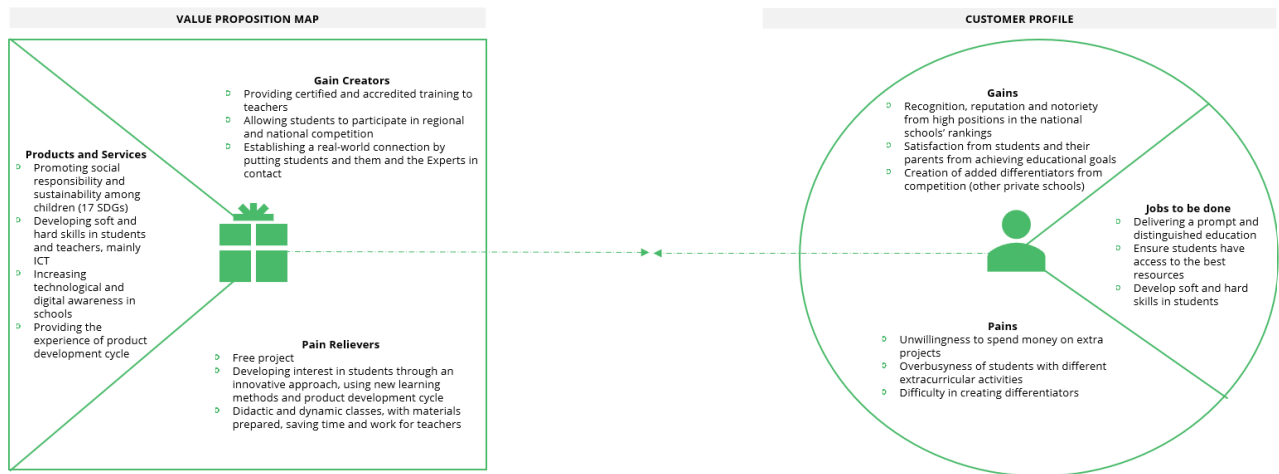 VALUE PROPOSITION MAP
Gain Creators
Providing certified and accredited training to
teachers
Allowing students to participate in regional
and national competition
Establishing a real-world connection by
putting students and them and the Experts in
contact
Products and Services
Promoting social
responsibility and
sustainability among
children (17 SDGs)
Developing soft and
hard skills in students
and teachers, mainly
ICT
Increasing
technological and
digital awareness in
schools
Providing the
experience of product
development cycle
Pain Relievers
Free project
Developing interest in students through an
innovative approach, using new learning
methods and product development cycle
Didactic and dynamic classes, with materials
prepared, saving time and work for teachers
CUSTOMER PROFILE
Gains
Recognition, reputation and notoriety
from high positions in the national
schools’ rankings
Satisfaction from students and their
parents from achieving educational goals
Creation of added differentiators from
competition (other private schools)
Jobs to be done
Delivering a prompt and
distinguished education
Ensure students have
access to the best
resources
Develop soft and hard
skills in students
Pains
Unwillingness to spend money on extra
projects
Overbusyness of students with different
extracurricular activities
Difficulty in creating differentiators